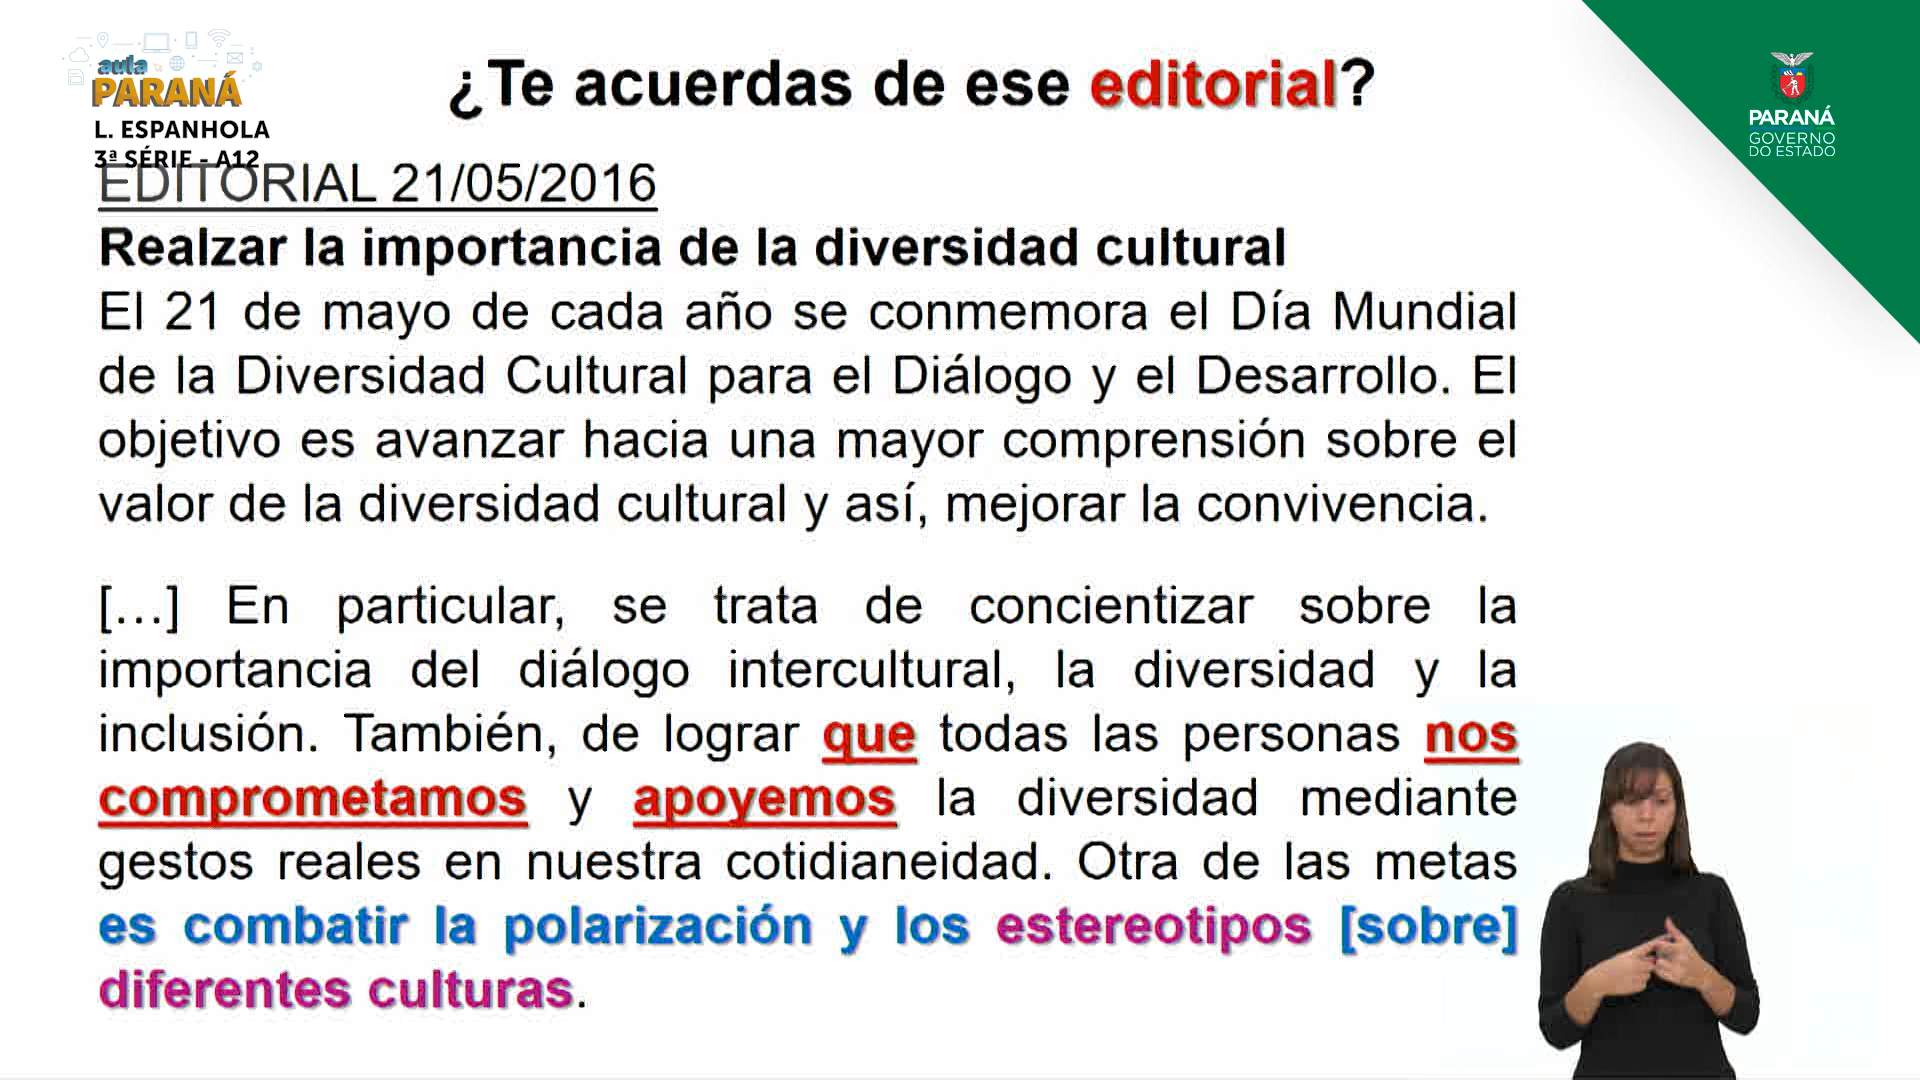 aula
PARANÁ
L. ESPANHOLA
3ª SÉRIE - A12
¿Te acuerdas de ese editorial?
PARANÁ
GOVERNO
DO ESTADO
EDITORIAL 21/05/2016
Realzar la importancia de la diversidad cultural
El 21 de mayo de cada año se conmemora el Día Mundial
de la Diversidad Cultural para el Diálogo y el Desarrollo. El
objetivo es avanzar hacia una mayor comprensión sobre el
valor de la diversidad cultural y así, mejorar la convivencia.
[…] En particular, se trata de concientizar sobre la
importancia del diálogo intercultural, la diversidad y la
inclusión. También, de lograr que todas las personas nos
comprometamos y apoyemos la diversidad mediante
gestos reales en nuestra cotidianeidad. Otra de las metas
es combatir la polarización y los estereotipos [sobre]
diferentes culturas.